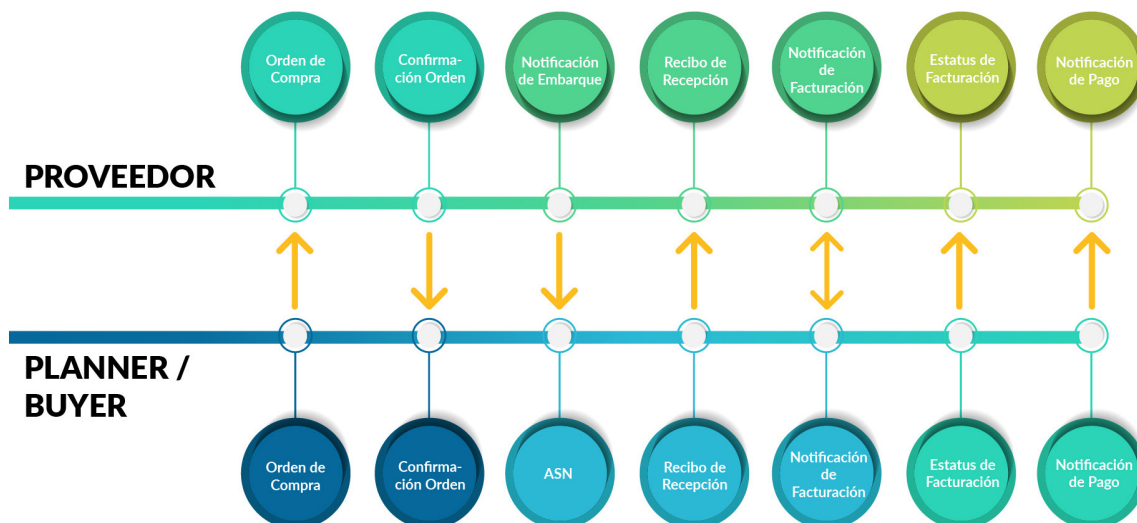 Orden de
Compra
Confirma-
ción Orden
Notificación
de Embarque
Recibo de
Recepción
Notificación
de
Facturación
Estatus de
Facturación
Notificación
de Pago
PROVEEDOR
PLANNER /
BUYER
Orden de
Compra
Confirma-
ción Orden
ASN
Recibo de
Recepción
Notificación
de
Facturación
Estatus de
Facturación
Notificación
de Pago